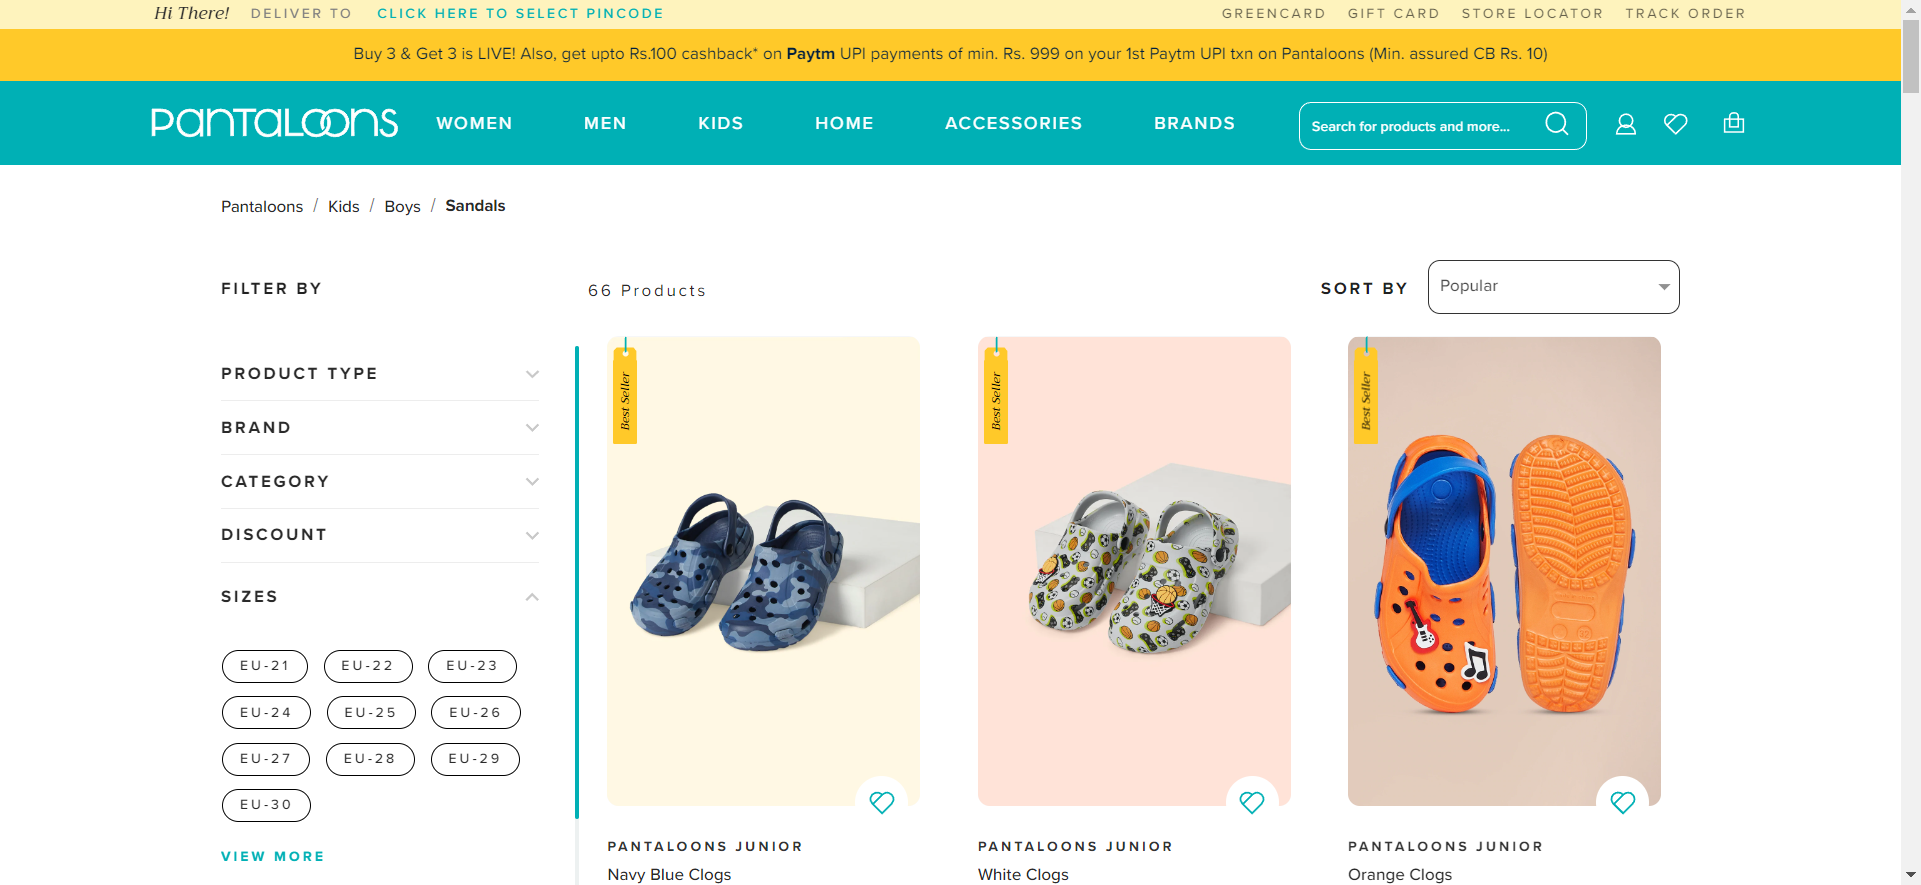 Hi There! DELIVER TO CLICK HERE TO SELECT PINCODE GREENCARD GIFT CARD STORE LOCATOR TRACK ORDER
Buy 3 & Get 3 is LIVE! Also, get upto Rs.100 cashback* on Paytm UPI payments of min. Rs. 999 on your 1st Paytm UPI txn on Pantaloons (Min. assured CB Rs. 10)
PANTALOONS WOMEN MEN KIDS HOME ACCESSORIES BRANDS Search for products and more...
Pantaloons / Kids / Boys / Sandals
FILTER BY
66 Products
SORT BY Popular
PRODUCT TYPE
BRAND
CATEGORY
DISCOUNT
SIZES
EU-21 EU-22 EU-23
EU-24 EU-25 EU-26
EU-27 EU-28 EU-29
EU-30
VIEW MORE
Best Seller
PANTALOONS JUNIOR
Navy Blue Clogs
Best Seller
PANTALOONS JUNIOR
White Clogs
Best Seller
PANTALOONS JUNIOR
Orange Clogs